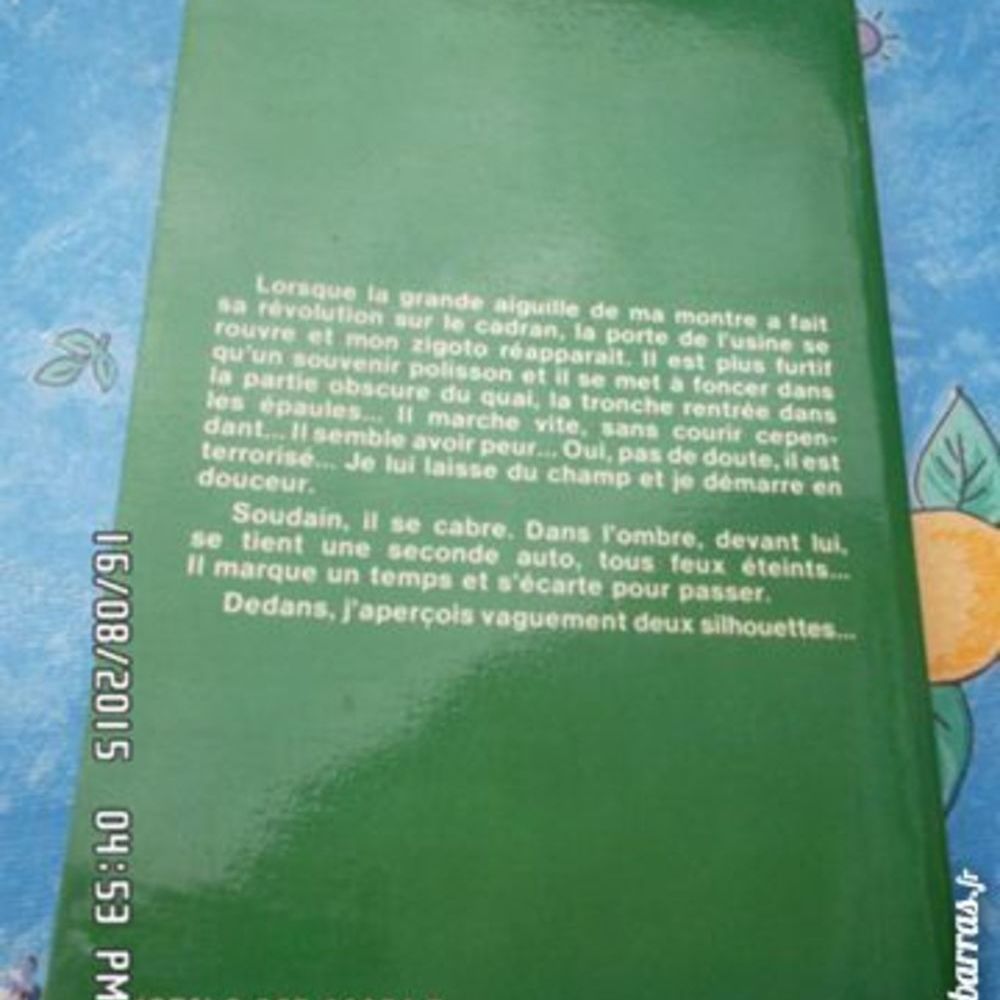 Lorsque la grande aiguille de ma montre a fait
sa révolution sur le cadran, la porte de l'usine se
rouvre et mon zigoto réapparaît. Il est plus furtif
qu'un souvenir polisson et il se met à foncer dans
la partie obscure du quai, la tronche rentrée dans
les épaules... Il marche vite, sans courir cepen-
dant... Il semble avoir peur... Oui, pas de doute, il est
terrorisé... Je lui laisse du champ et je démarre en
douceur.
Soudain, il se cabre. Dans l'ombre, devant lui,
se tient une seconde auto, tous feux éteints...
Il marque un temps et s'écarte pour passer.
Dedans, j'aperçois vaguement deux silhouettes...
16/08/2015 04:53 PM
barras.fr